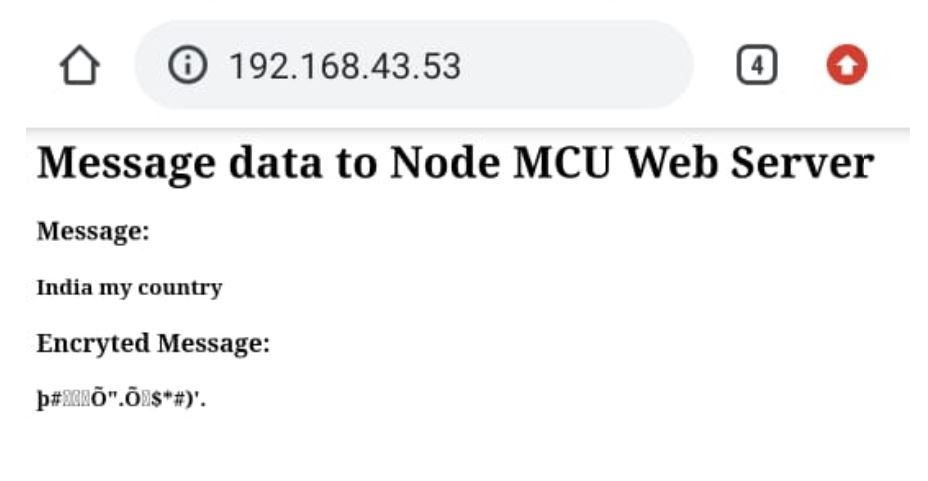 192.168.43.53
4
Message data to Node MCU Web Server
Message:
India my country
Encryted Message:
þ#Õ".Õ$*#)'.